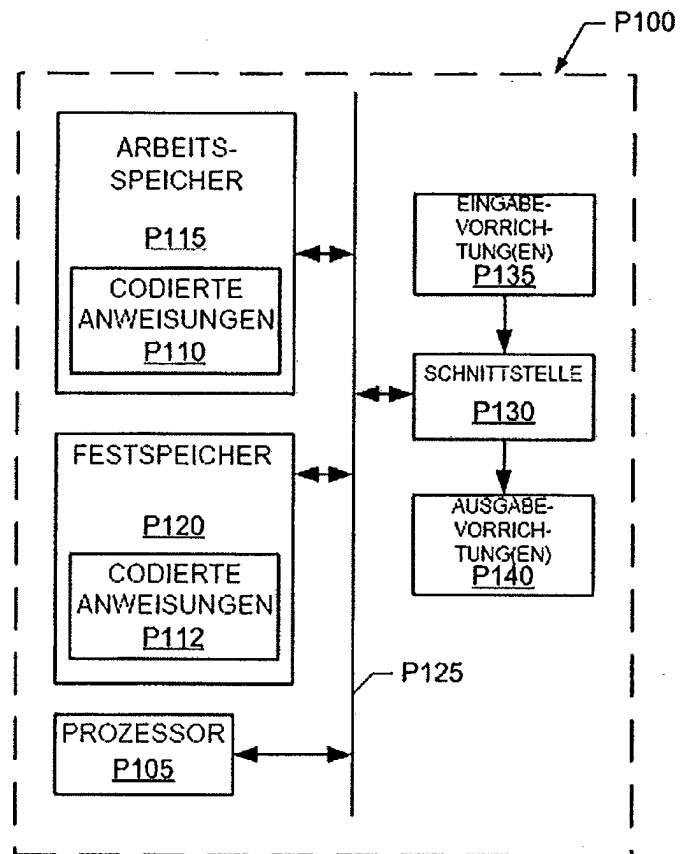 P100
ARBEITS-
SPEICHER
P115
CODIERTE
ANWEISUNGEN
P110
FESTSPEICHER
P120
CODIERTE
ANWEISUNGEN
P112
PROZESSOR
P105
EINGABE-
VORRICH-
TUNG(EN)
P135
SCHNITTSTELLE
P130
AUSGABE-
VORRICH-
TUNG(EN)
P140
P125